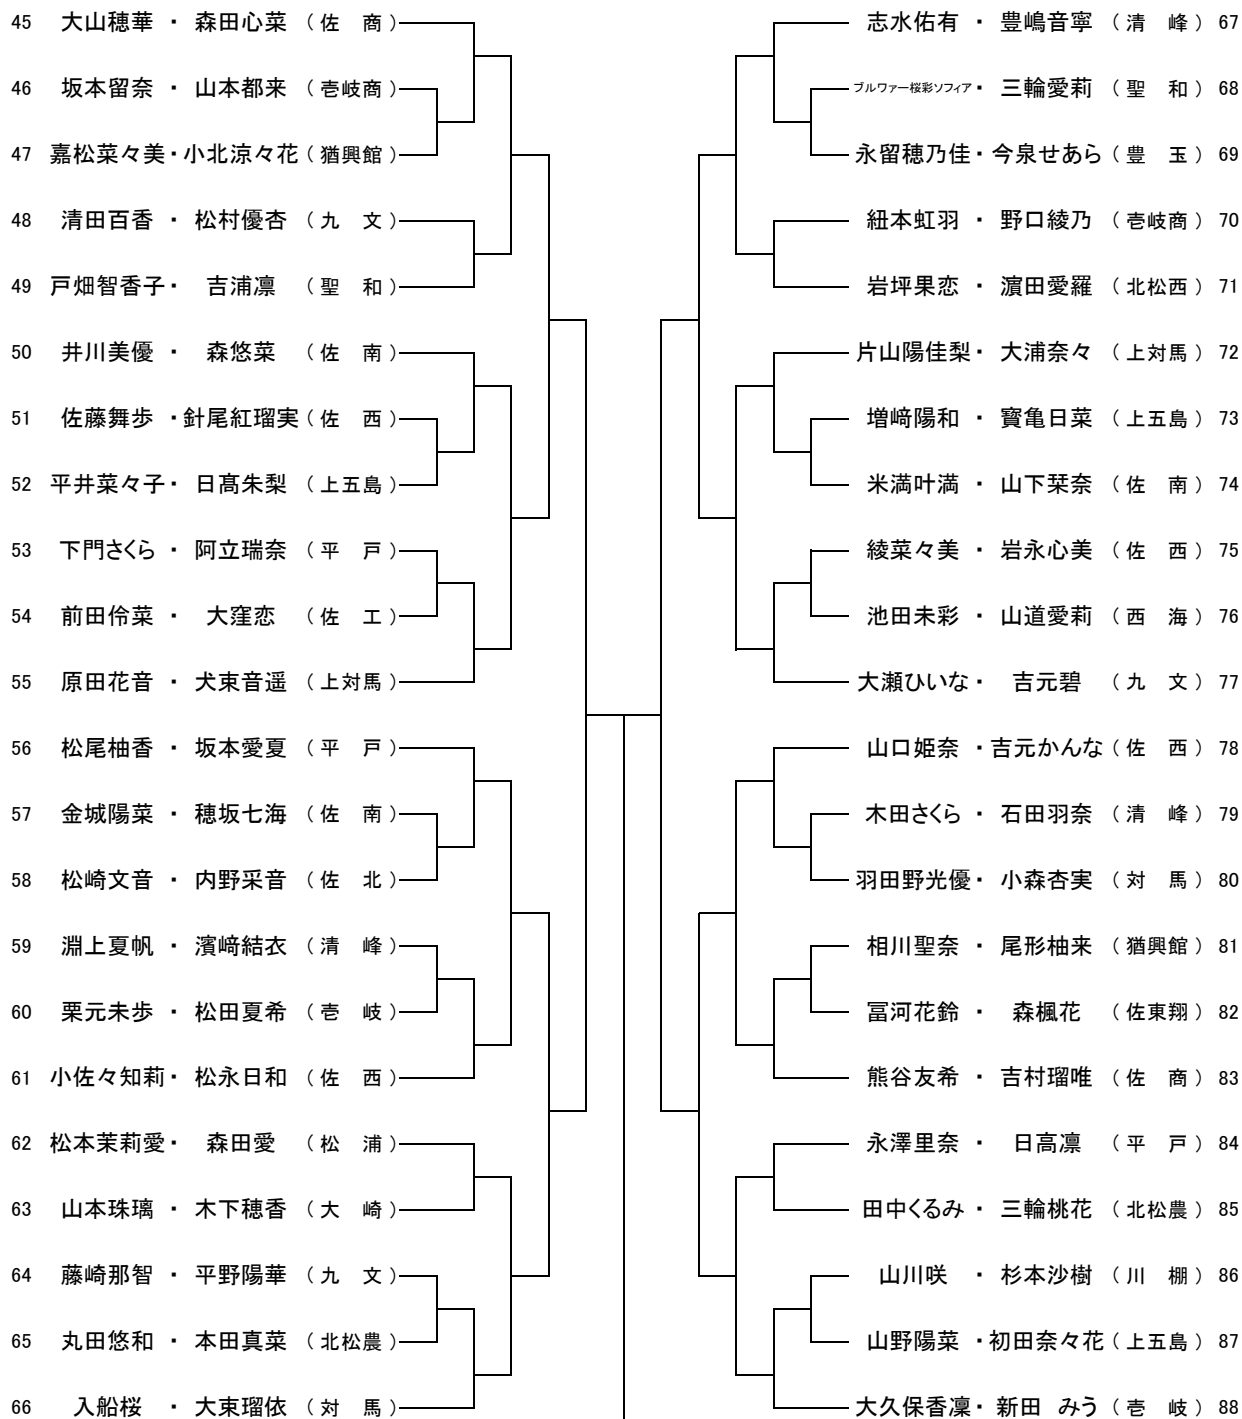 45 大山穂華 ・ 森田心菜 （ 佐　商 ）
46 坂本留奈 ・ 山本都来 （ 壱岐商 ）
47 嘉松菜々美・小北涼々花（ 猶興館 ）
48 清田百香 ・ 松村優杏 （ 九　文 ）
49 戸畑智香子・ 吉浦凛 （ 聖　和 ）
50 井川美優 ・ 森悠菜 （ 佐　南 ）
51 佐藤舞歩 ・針尾紅瑠実（ 佐　西 ）
52 平井菜々子・ 日髙朱梨 （ 上五島 ）
53 下門さくら ・ 阿立瑞奈 （ 平　戸 ）
54 前田伶菜 ・ 大窪恋 （ 佐　工 ）
55 原田花音 ・ 犬束音遥 （ 上対馬 ）
56 松尾柚香 ・ 坂本愛夏 （ 平　戸 ）
57 金城陽菜 ・ 穂坂七海 （ 佐　南 ）
58 松崎文音 ・ 内野采音 （ 佐　北 ）
59 淵上夏帆 ・ 濱﨑結衣 （ 清　峰 ）
60 栗元未歩 ・ 松田夏希 （ 壱　岐 ）
61 小佐々知莉・ 松永日和 （ 佐　西 ）
62 松本茉莉愛・ 森田愛 （ 松　浦 ）
63 山本珠璃 ・ 木下穂香 （ 大　崎 ）
64 藤崎那智 ・ 平野陽華 （ 九　文 ）
65 丸田悠和 ・ 本田真菜 （ 北松農 ）
66 入船桜 ・ 大束瑠依 （ 対　馬 ）
志水佑有 ・ 豊嶋音寧 （ 清　峰 ） 67
ブルワァー桜彩ソフィア・ 三輪愛莉 （ 聖　和 ） 68
永留穂乃佳・ 今泉せあら（ 豊　玉 ） 69
紐本虹羽 ・ 野口綾乃 （ 壱岐商 ） 70
岩坪果恋 ・ 濵田愛羅 （ 北松西 ） 71
片山陽佳梨・ 大浦奈々 （ 上対馬 ） 72
増﨑陽和 ・ 寳亀日菜 （ 上五島 ） 73
米満叶満 ・ 山下栞奈 （ 佐　南 ） 74
綾菜々美 ・ 岩永心美 （ 佐　西 ） 75
池田未彩 ・ 山道愛莉 （ 西　海 ） 76
大瀬ひいな・ 吉元碧 （ 九　文 ） 77
山口姫奈 ・吉元かんな（ 佐　西 ） 78
木田さくら ・ 石田羽奈 （ 清　峰 ） 79
羽田野光優・ 小森杏実 （ 対　馬 ） 80
相川聖奈 ・ 尾形柚来 （ 猶興館 ） 81
冨河花鈴 ・ 森楓花 （ 佐東翔 ） 82
熊谷友希 ・ 吉村瑠唯 （ 佐　商 ） 83
永澤里奈 ・ 日高凛 （ 平　戸 ） 84
田中くるみ ・ 三輪桃花 （ 北松農 ） 85
山川咲 ・ 杉本沙樹 （ 川　棚 ） 86
山野陽菜 ・初田奈々花（ 上五島 ） 87
大久保香凜・ 新田 みう （ 壱　岐 ） 88